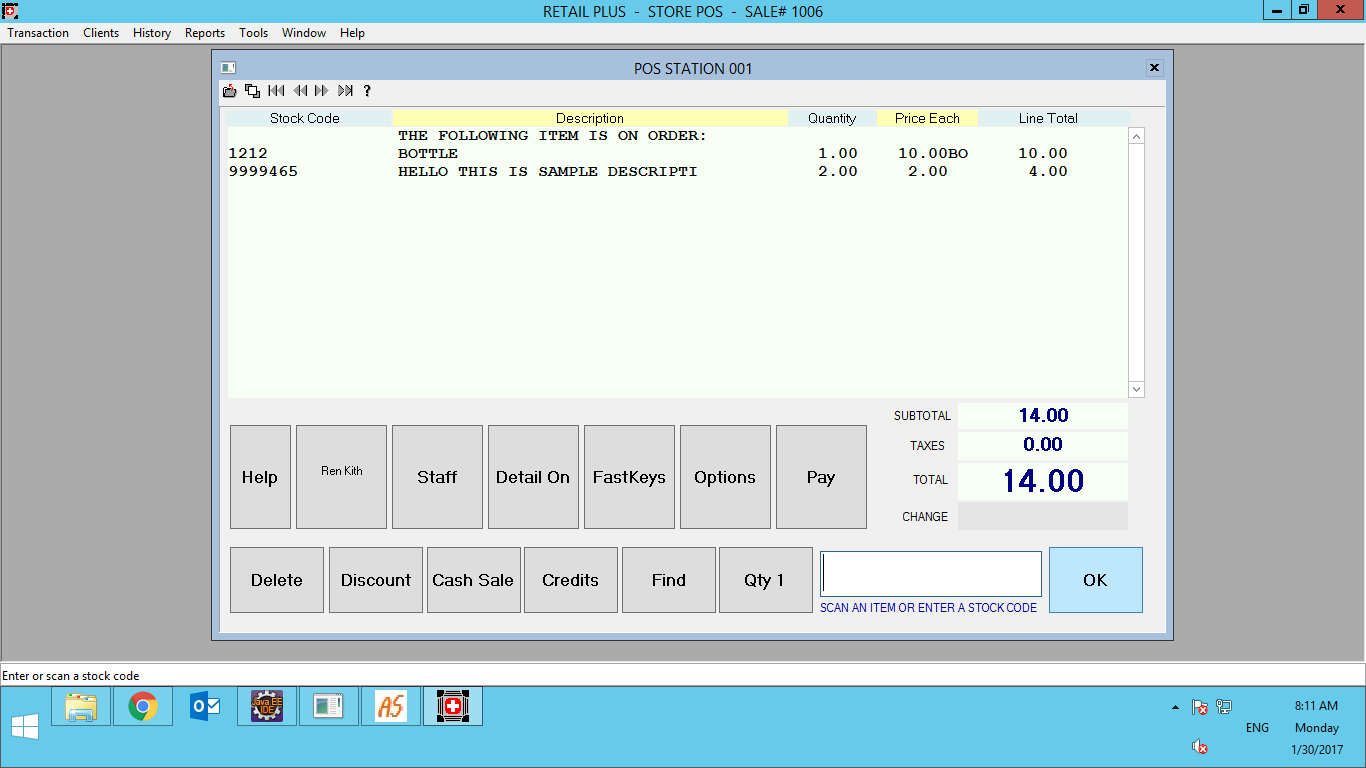 RETAIL PLUS - STORE POS - SALE# 1006
Transaction Clients History Reports Tools Window Help
POS STATION 001
?
Stock Code Description Quantity Price Each Line Total
THE FOLLOWING ITEM IS ON ORDER:
1212 BOTTLE 1.00 10.00BO 10.00
9999465 HELLO THIS IS SAMPLE DESCRIPTI 2.00 2.00 4.00
SUBTOTAL 14.00
TAXES 0.00
TOTAL 14.00
CHANGE
Help Ren Kith Staff Detail On FastKeys Options Pay
Delete Discount Cash Sale Credits Find Qty 1 OK
SCAN AN ITEM OR ENTER A STOCK CODE
Enter or scan a stock code
Java EE
IDE
AS
8:11 AM
ENG Monday
1/30/2017